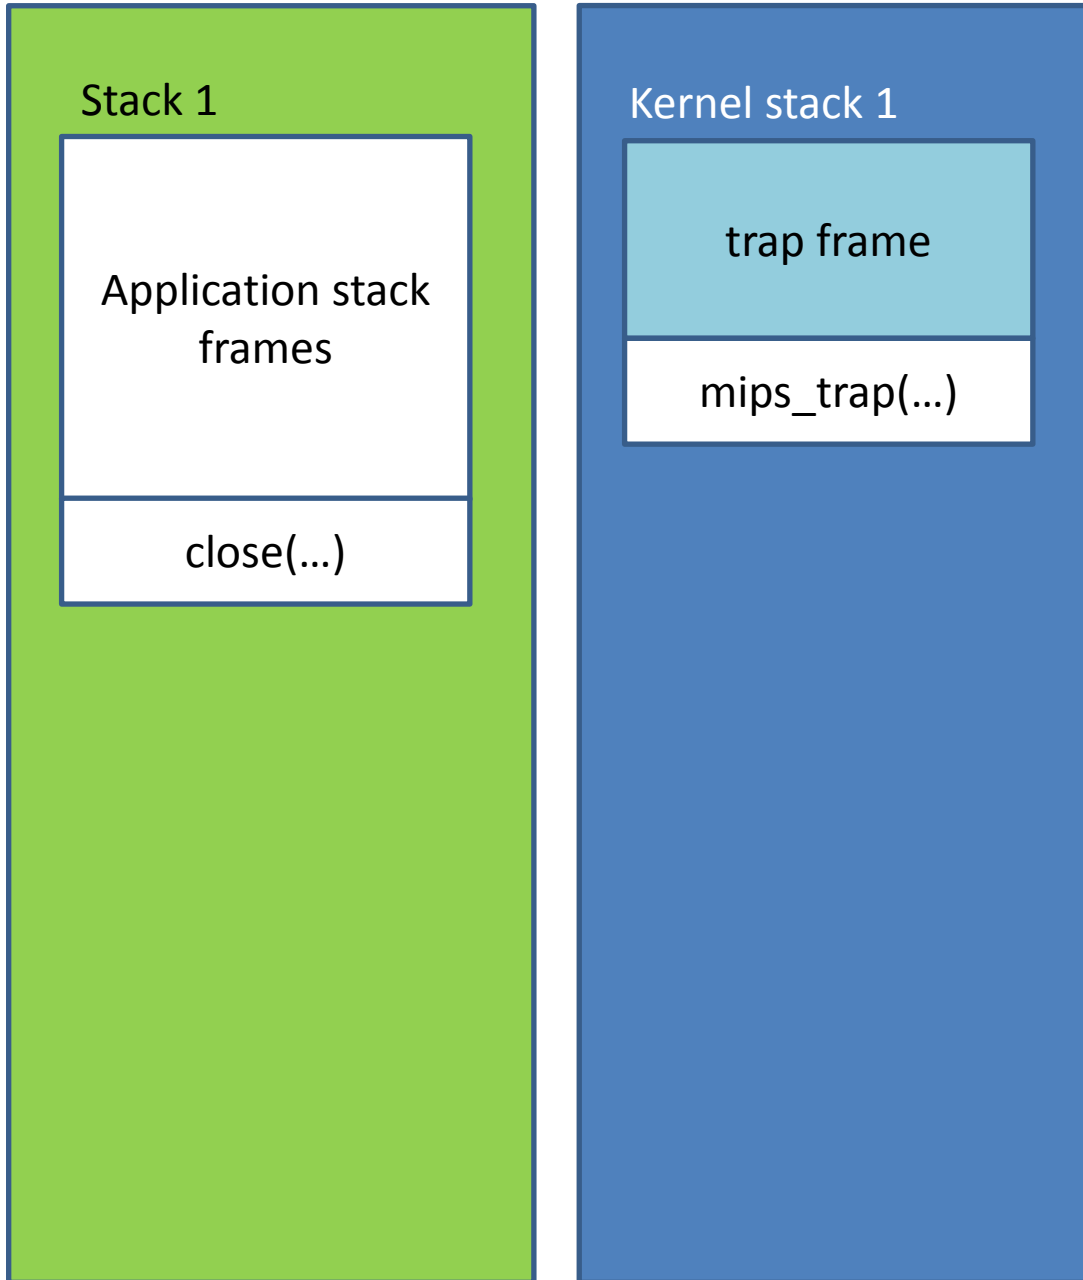 Stack 1
Application stack
frames
close(…)
Kernel stack 1
trap frame
mips_trap(…)